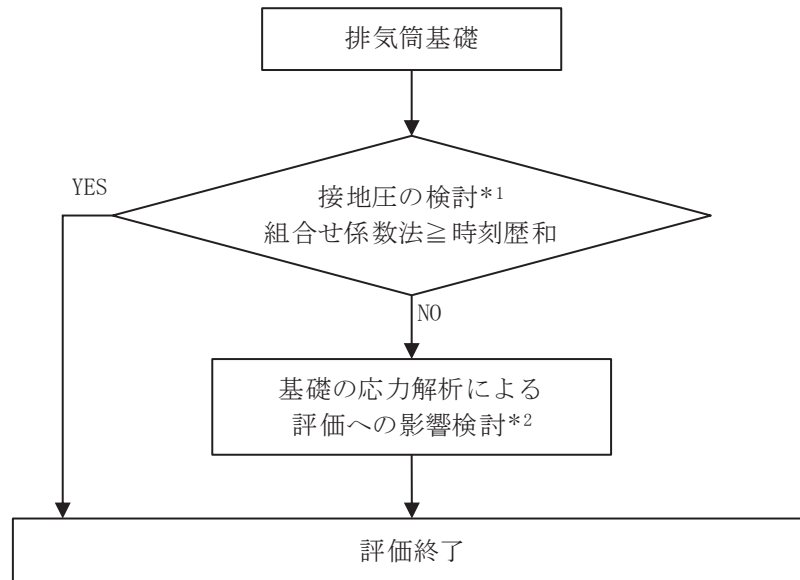 排気筒基礎
YES
接地圧の検討*1
組合せ係数法≧時刻歴和
NO
基礎の応力解析による
評価への影響検討*2
評価終了